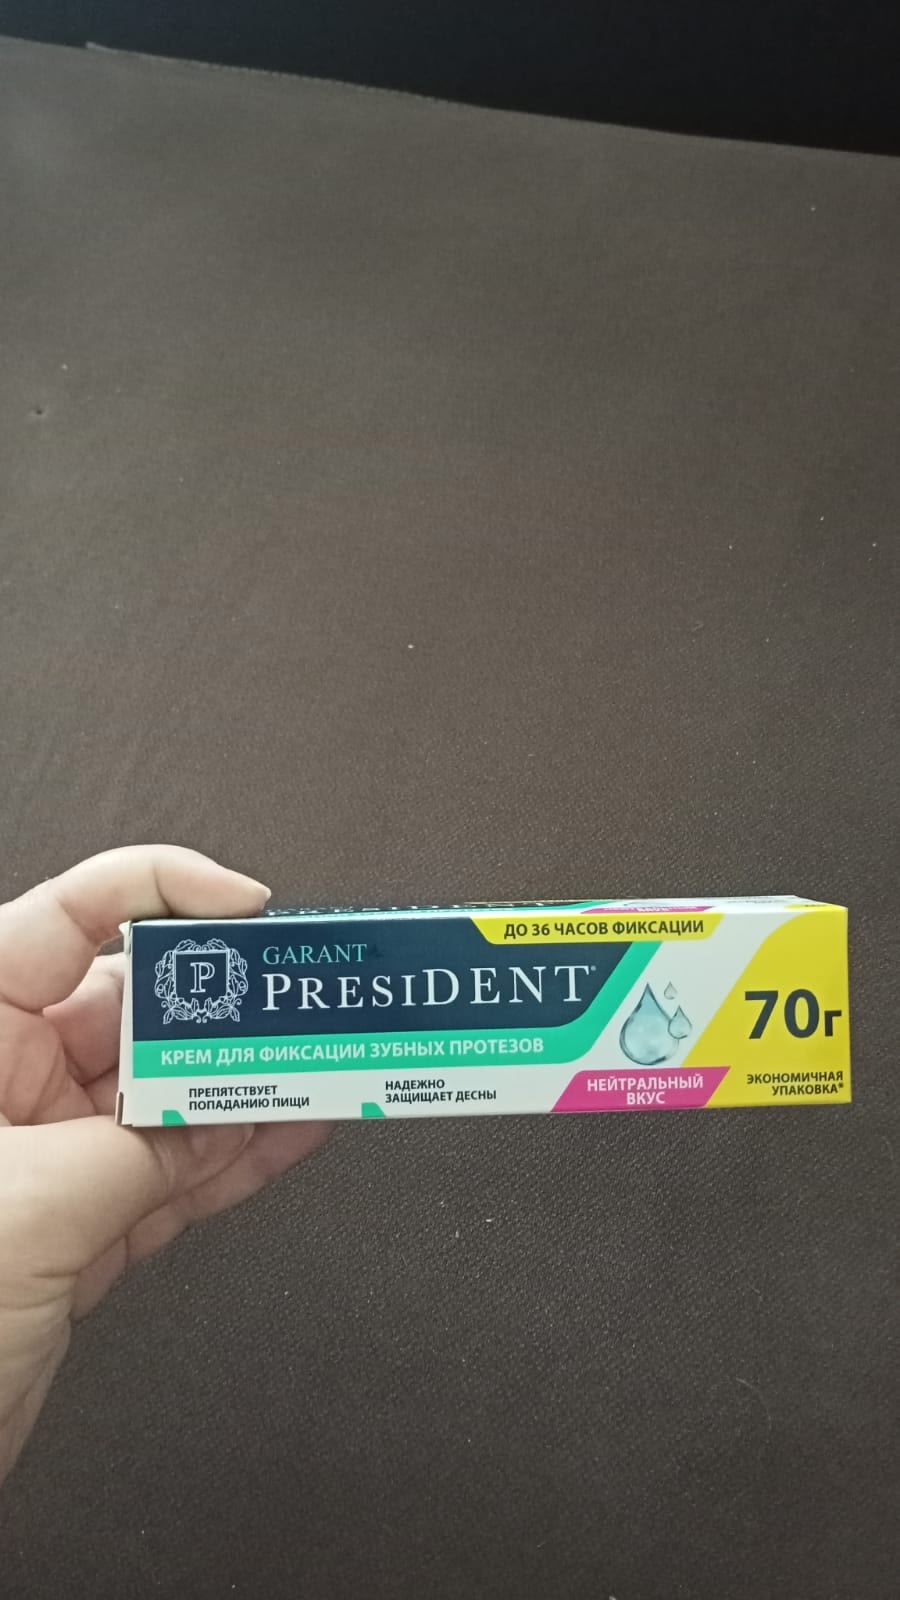 ДО 36 ЧАСОВ ФИКСАЦИИ
P
GARANT
PRESIDENT®
70г
КРЕМ ДЛЯ ФИКСАЦИИ ЗУБНЫХ ПРОТЕЗОВ
ПРЕПЯТСТВУЕТ
ПОПАДАНИЮ ПИЩИ
НАДЕЖНО
ЗАЩИЩАЕТ ДЕСНЫ
НЕЙТРАЛЬНЫЙ
ВКУС
ЭКОНОМИЧНАЯ
УПАКОВКА*